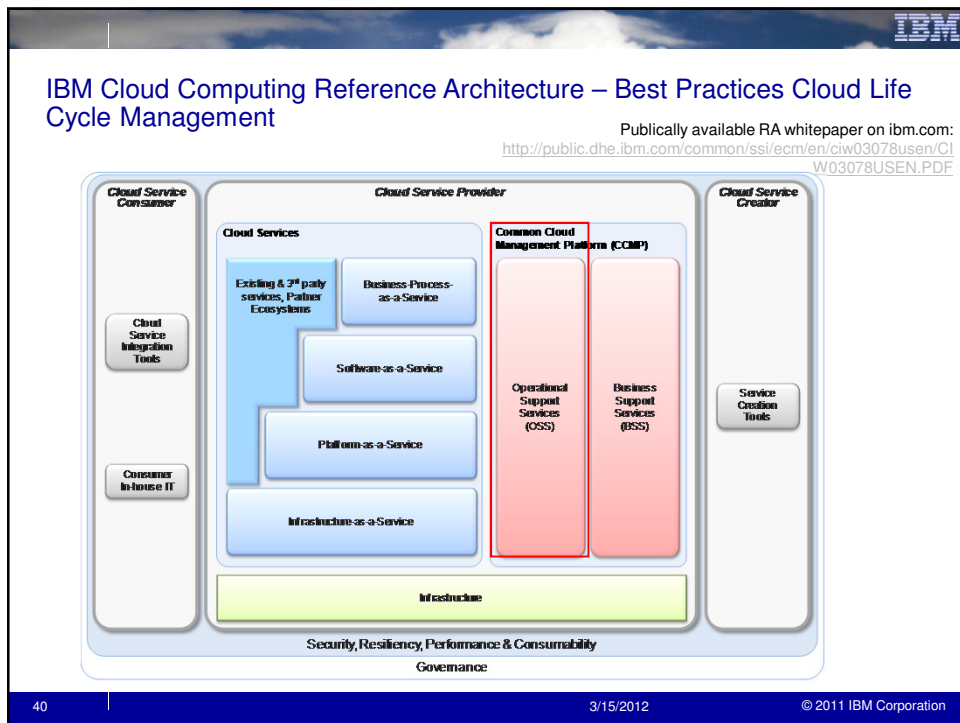 IBM
IBM Cloud Computing Reference Architecture – Best Practices Cloud Life
Cycle Management
Publically available RA whitepaper on ibm.com:
http://public.dhe.ibm.com/common/ssi/ecm/en/ciw03078usen/CI
W03078USEN.PDF
Cloud Service
Consumer
Cloud Service Provider
Cloud Service
Creator
Cloud Services
Common Cloud
Management Platform (CCMP)
Existing & 3rd party
services, Partner
Ecosystems
Business-Process-
as-a-Service
Cloud
Service
Integration
Tools
Software-as-a-Service
Operational
Support
Services
(OSS)
Business
Support
Services
(BSS)
Service
Creation
Tools
Platform-as-a-Service
Consumer
In-house IT
Infrastructure-as-a-Service
Infrastructure
Security, Resiliency, Performance & Consumability
Governance
40
3/15/2012
© 2011 IBM Corporation